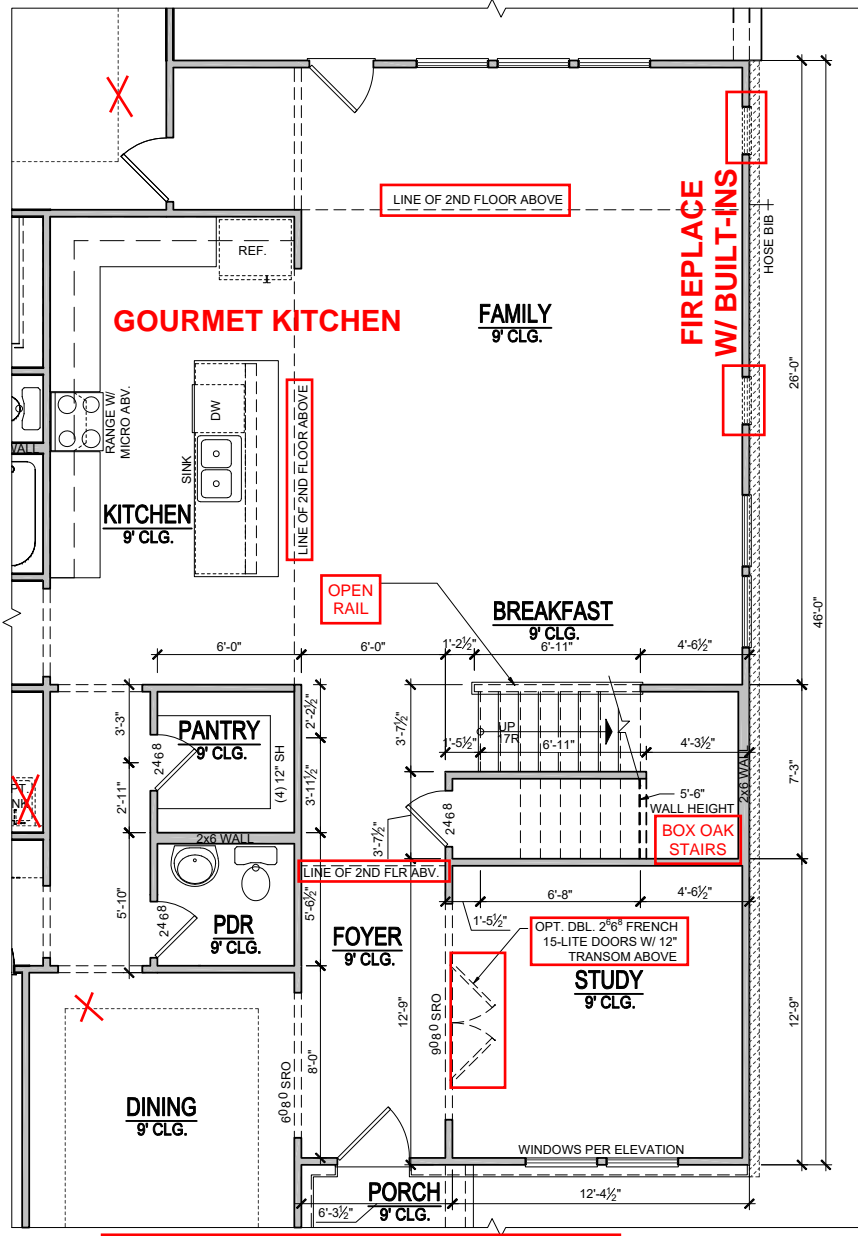 LINE OF 2ND FLOOR ABOVE
FIREPLACE
W/ BUILT-INS
HOSE BIB
REF.
GOURMET KITCHEN
FAMILY
9' CLG.
26'-0"
RANGE W/
MICRO ABV.
DW
SINK
LINE OF 2ND FLOOR ABOVE
KITCHEN
9' CLG.
OPEN
RAIL
BREAKFAST
9' CLG.
46'-0"
6'-0"
6'-0"
1'-2½"
6'-11"
4'-6½"
3'-3"
2'-2½"
3'-7½"
PANTRY
9' CLG.
2468
(4) 12" SH
UP
17R
1'-5½"
6'-11"
4'-3½"
7'-3"
2x6 WALL
2'-11"
3'-11½"
5'-6"
WALL HEIGHT
2468
3'-7½"
BOX OAK
STAIRS
2x6 WALL
LINE OF 2ND FLR ABV.
5'-10"
5'-6½"
6'-8"
4'-6½"
2468
PDR
9' CLG.
FOYER
9' CLG.
1'-5½"
OPT. DBL. 2⁶6⁸ FRENCH
15-LITE DOORS W/ 12"
TRANSOM ABOVE
STUDY
9' CLG.
12'-9"
9080 SRO
12'-9"
6080 SRO
8'-0"
DINING
9' CLG.
WINDOWS PER ELEVATION
PORCH
9' CLG.
6'-3½"
12'-4½"